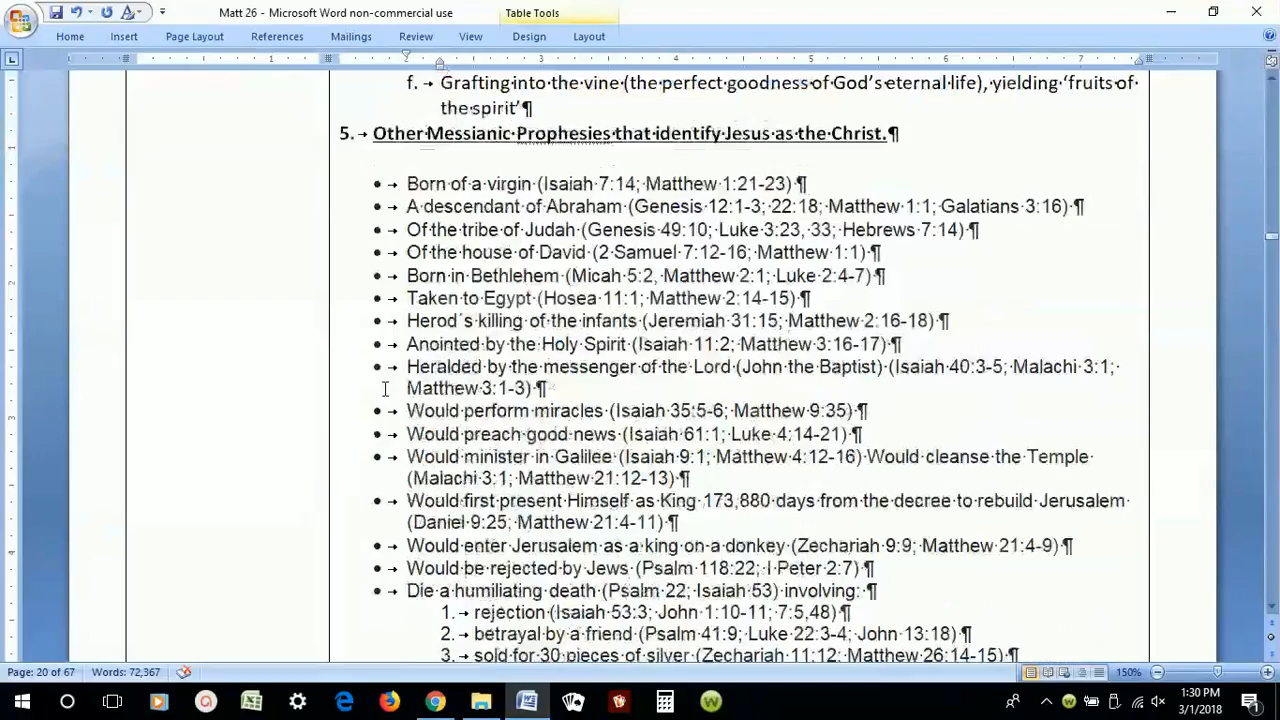 Matt 26 - Microsoft Word non-commercial use
Table Tools
Home Insert Page Layout References Mailings Review View Design Layout
f. Grafting into the vine (the perfect goodness of God's eternal life), yielding 'fruits of
the spirit'¶
5. Other Messianic Prophesies that identify Jesus as the Christ.¶
Born of a virgin (Isaiah 7:14; Matthew 1:21-23) ¶
A descendant of Abraham (Genesis 12:1-3; 22:18; Matthew 1:1; Galatians 3:16) ¶
Of the tribe of Judah (Genesis 49:10; Luke 3:23, 33; Hebrews 7:14) ¶
Of the house of David (2 Samuel 7:12-16; Matthew 1:1) ¶
Born in Bethlehem (Micah 5:2, Matthew 2:1; Luke 2:4-7) ¶
Taken to Egypt (Hosea 11:1; Matthew 2:14-15) ¶
Herod´s killing of the infants (Jeremiah 31:15; Matthew 2:16-18) ¶
Anointed by the Holy Spirit (Isaiah 11:2; Matthew 3:16-17) ¶
Heralded by the messenger of the Lord (John the Baptist) (Isaiah 40:3-5; Malachi 3:1;
Matthew 3:1-3) ¶
Would perform miracles (Isaiah 35:5-6; Matthew 9:35) ¶
Would preach good news (Isaiah 61:1; Luke 4:14-21) ¶
Would minister in Galilee (Isaiah 9:1; Matthew 4:12-16) Would cleanse the Temple
(Malachi 3:1; Matthew 21:12-13) ¶
Would first present Himself as King 173,880 days from the decree to rebuild Jerusalem
(Daniel 9:25; Matthew 21:4-11) ¶
Would enter Jerusalem as a king on a donkey (Zechariah 9:9; Matthew 21:4-9) ¶
Would be rejected by Jews (Psalm 118:22; I Peter 2:7) ¶
Die a humiliating death (Psalm 22; Isaiah 53) involving: ¶
1. rejection (Isaiah 53:3; John 1:10-11; 7:5,48) ¶
2. betrayal by a friend (Psalm 41:9; Luke 22:3-4; John 13:18) ¶
3. sold for 30 pieces of silver (Zechariah 11:12; Matthew 26:14-15) ¶
Page: 20 of 67 Words: 72,367 150%
1:30 PM
3/1/2018